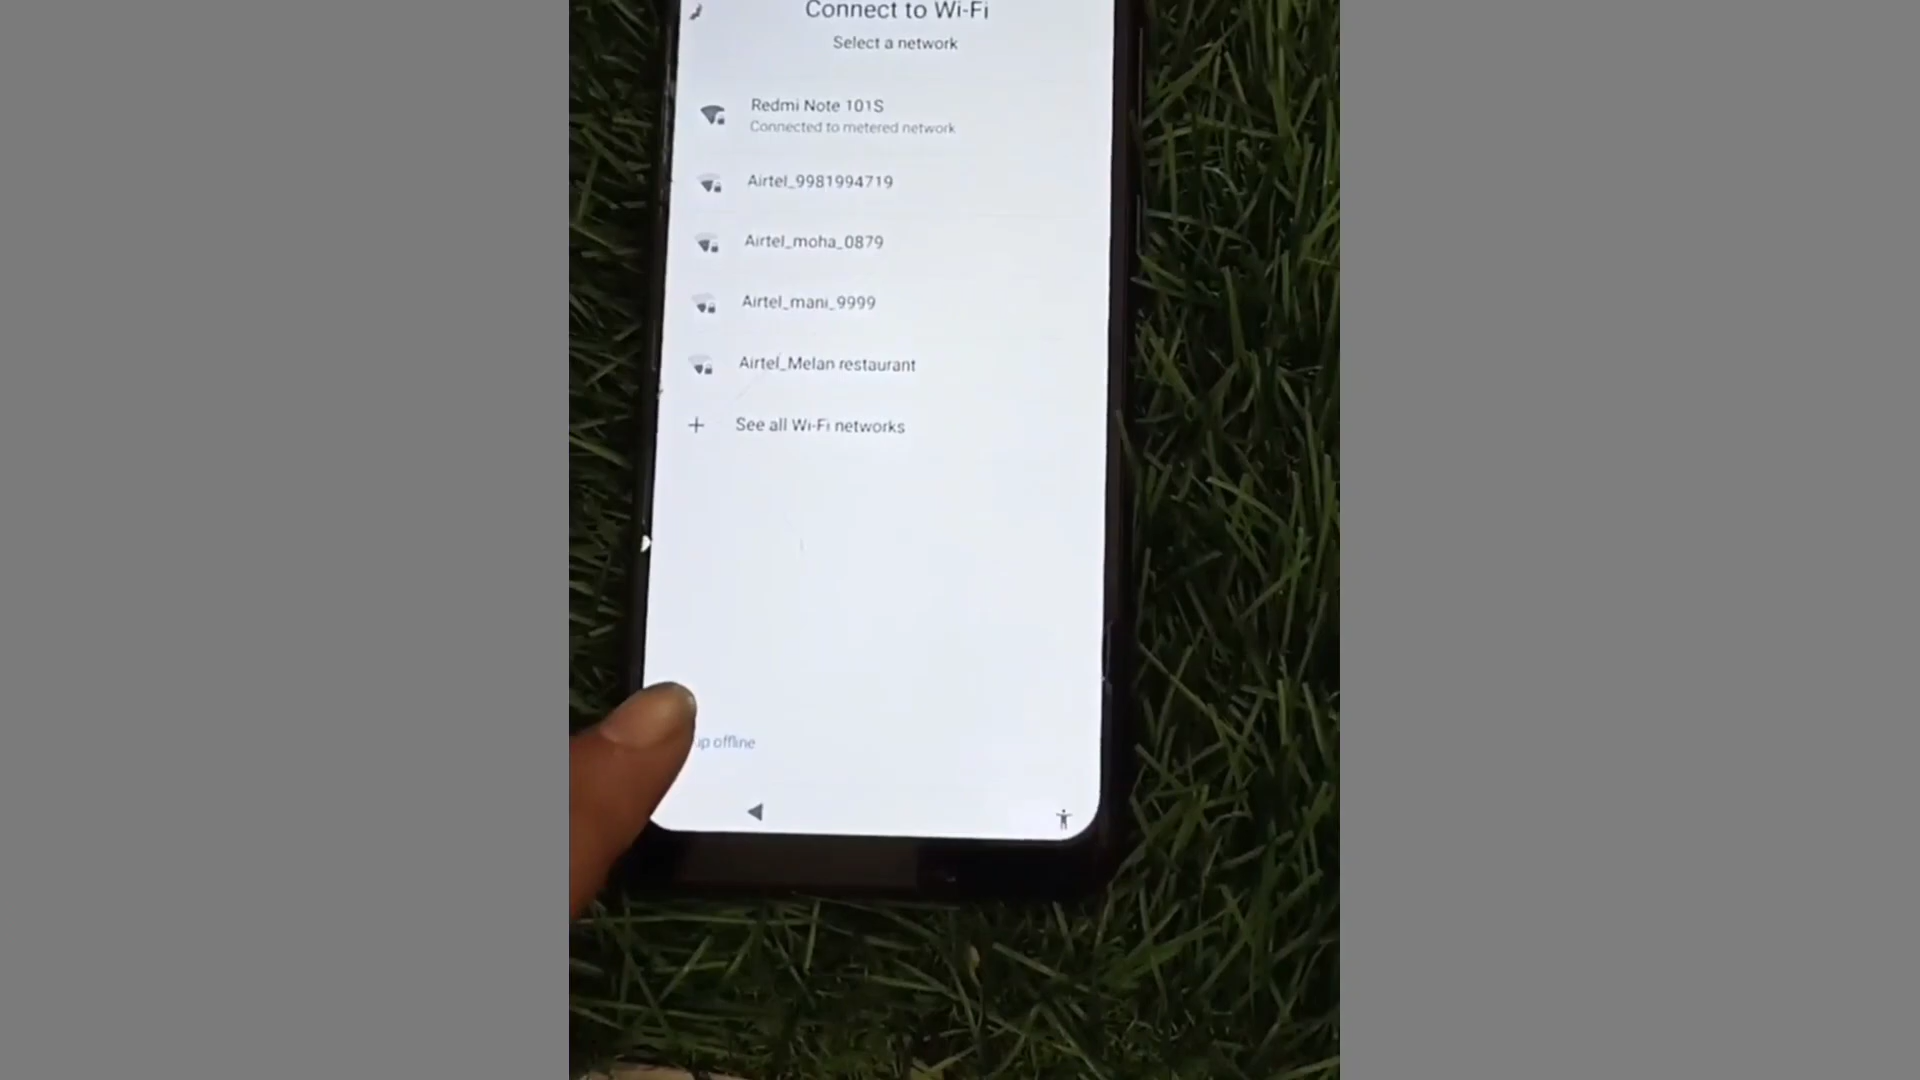 Connect to Wi-Fi
Select a network
Redmi Note 101S
Connected to metered network
Airtel_9981994719
Airtel_moha_0879
Airtel_mani_9999
Airtel_Melan restaurant
See all Wi-Fi networks
up offline